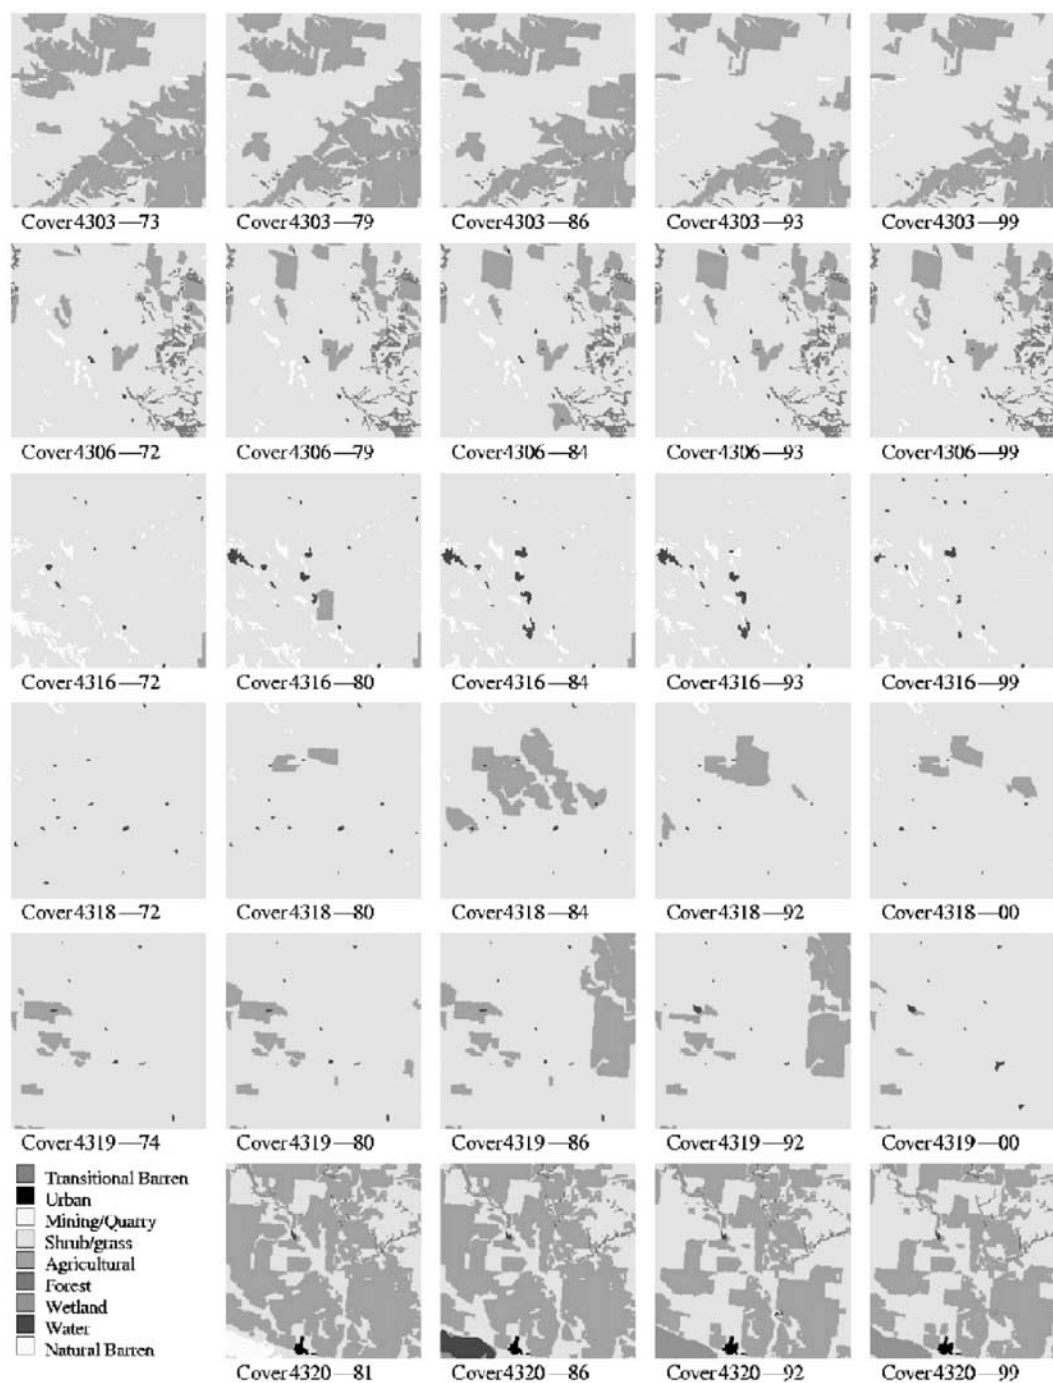 Cover4303—73 Cover4303—79 Cover4303—86 Cover4303—93 Cover4303—99
Cover4306—72 Cover4306—79 Cover4306—84 Cover4306—93 Cover4306—99
Cover4316—72 Cover4316—80 Cover4316—84 Cover4316—93 Cover4316—99
Cover4318—72 Cover4318—80 Cover4318—84 Cover4318—92 Cover4318—00
Cover4319—74 Cover4319—80 Cover4319—86 Cover4319—92 Cover4319—00
Transitional Barren
Urban
Mining/Quarry
Shrub/grass
Agricultural
Forest
Wetland
Water
Natural Barren
Cover4320—81 Cover4320—86 Cover4320—92 Cover4320—99